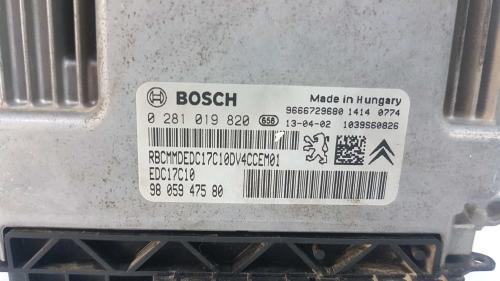 BOSCH
Made in Hungary
0 281 019 820 656
9666729680 1414 0774
13-04-02 1039S60826
RBCMMDEDC17C10DV4CCEM01
EDC17C10
98 059 475 80